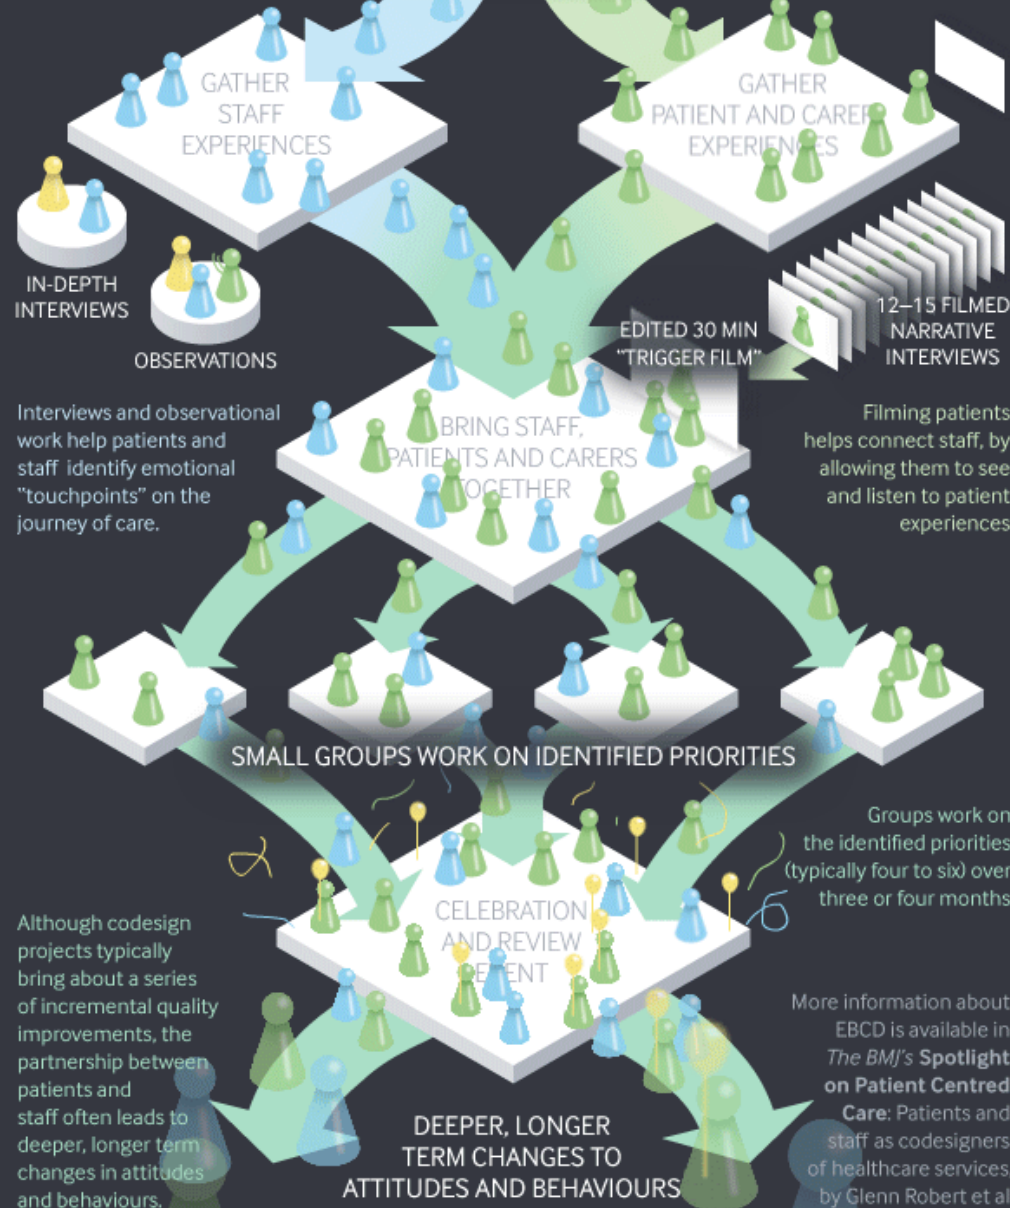 GATHER
STAFF
EXPERIENCES
GATHER
PATIENT AND CARER
EXPERIENCES
IN-DEPTH
INTERVIEWS
OBSERVATIONS
EDITED 30 MIN
"TRIGGER FILM"
12–15 FILMED
NARRATIVE
INTERVIEWS
Interviews and observational
work help patients and
staff identify emotional
"touchpoints" on the
journey of care.
BRING STAFF,
PATIENTS AND CARERS
TOGETHER
Filming patients
helps connect staff, by
allowing them to see
and listen to patient
experiences
SMALL GROUPS WORK ON IDENTIFIED PRIORITIES
Groups work on
the identified priorities
(typically four to six) over
three or four months
CELEBRATION
AND REVIEW
EVENT
Although codesign
projects typically
bring about a series
of incremental quality
improvements, the
partnership between
patients and
staff often leads to
deeper, longer term
changes in attitudes
and behaviours.
DEEPER, LONGER
TERM CHANGES TO
ATTITUDES AND BEHAVIOURS
More information about
EBCD is available in
The BMJ's Spotlight
on Patient Centred
Care: Patients and
staff as codesigners
of healthcare services
by Glenn Robert et al